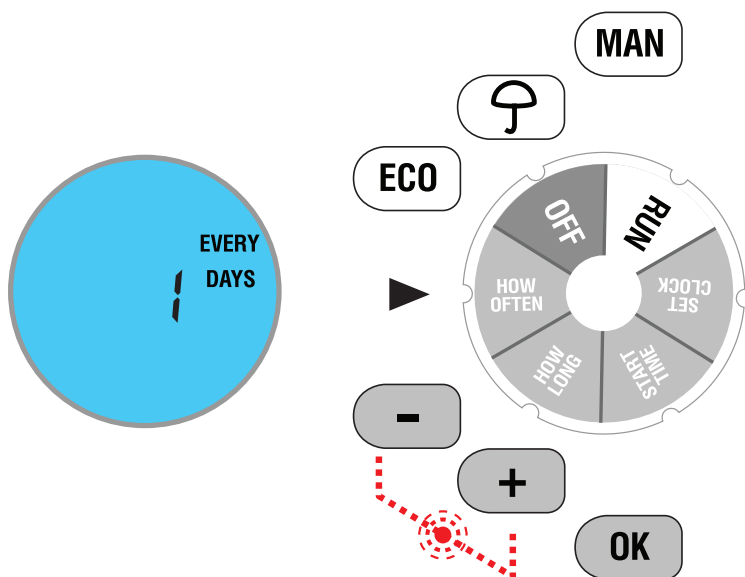 MAN
ECO
EVERY
DAYS
1
OFF
RUN
HOW
OFTEN
SET
CLOCK
HOW
LONG
START
TIME
-
+
OK